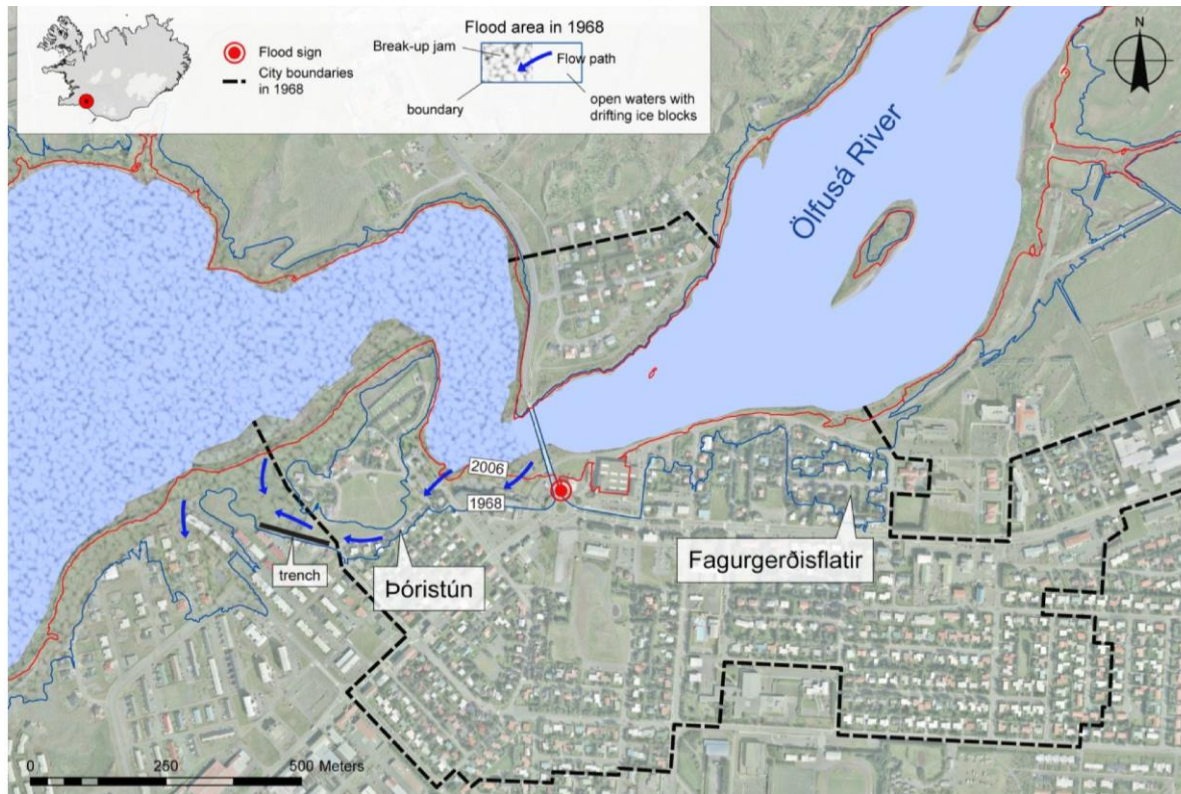 Flood sign
City boundaries
in 1968
Flood area in 1968
Break-up jam
Flow path
boundary
open waters with
drifting ice blocks
N
Ölfusá River
2006
1968
trench
Þóristún
Fagurgerðisflatir
0 250 500 Meters